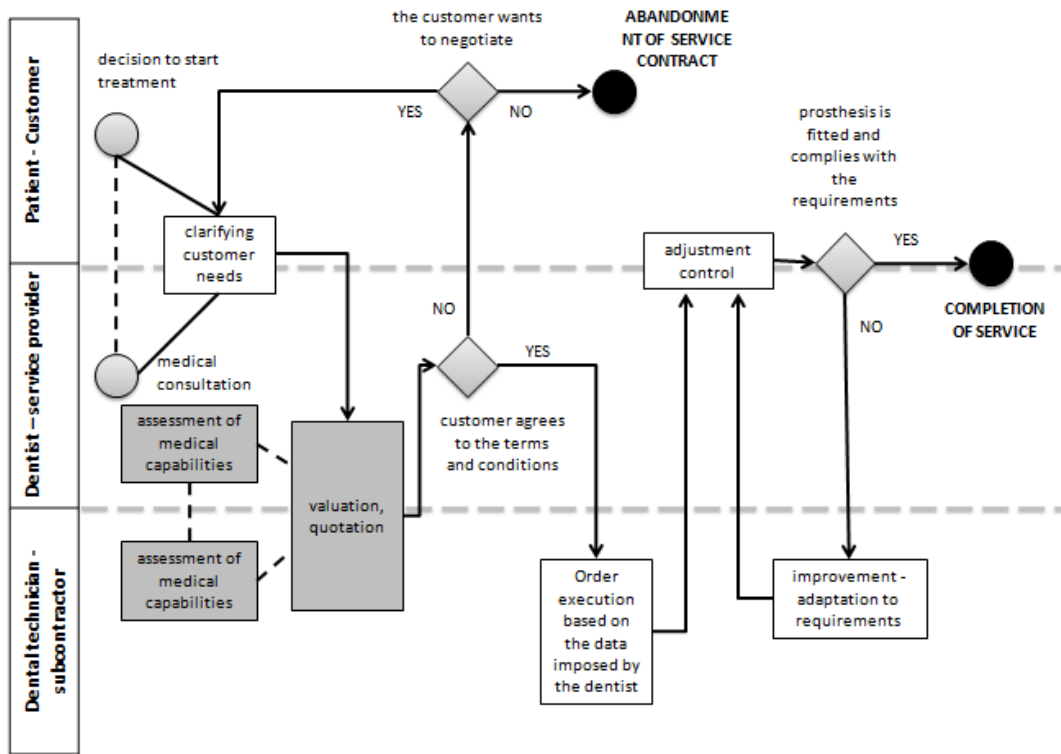 Patient - Customer
Dentist – service provider
Dental technician -
subcontractor
decision to start
treatment
the customer wants
to negotiate
ABANDONME
NT OF SERVICE
CONTRACT
YES
NO
prosthesis is
fitted and
complies with
the
requirements
clarifying
customer
needs
adjustment
control
YES
COMPLETION
OF SERVICE
NO
NO
YES
medical
consultation
customer agrees
to the terms
and conditions
assessment of
medical
capabilities
valuation,
quotation
assessment of
medical
capabilities
Order
execution
based on
the data
imposed by
the dentist
improvement -
adaptation to
requirements